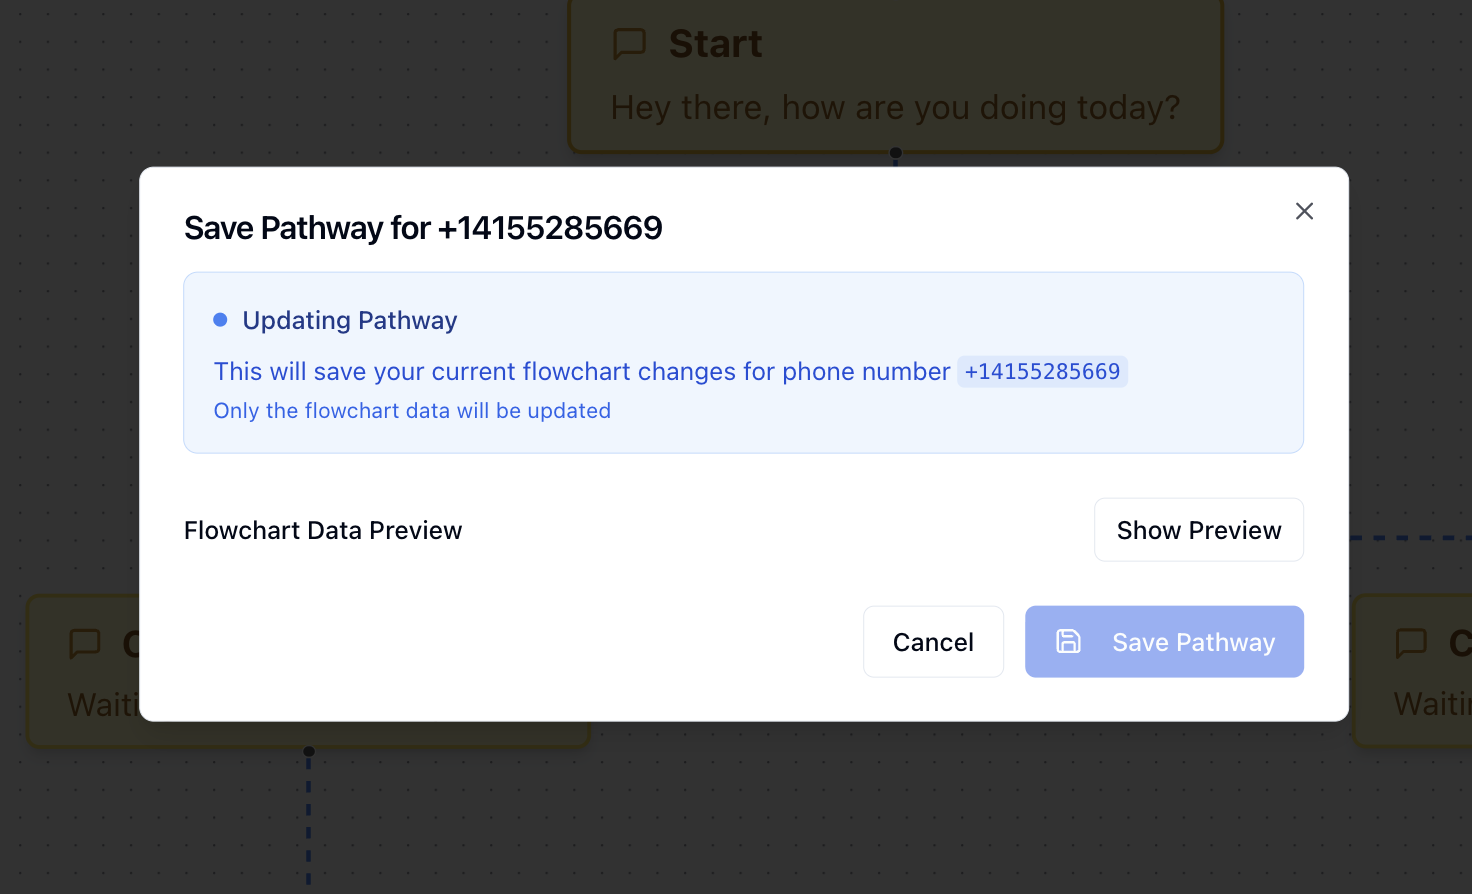 Start
Hey there, how are you doing today?
Save Pathway for +14155285669
Updating Pathway
This will save your current flowchart changes for phone number +14155285669
Only the flowchart data will be updated
Flowchart Data Preview
Show Preview
Cancel
Save Pathway